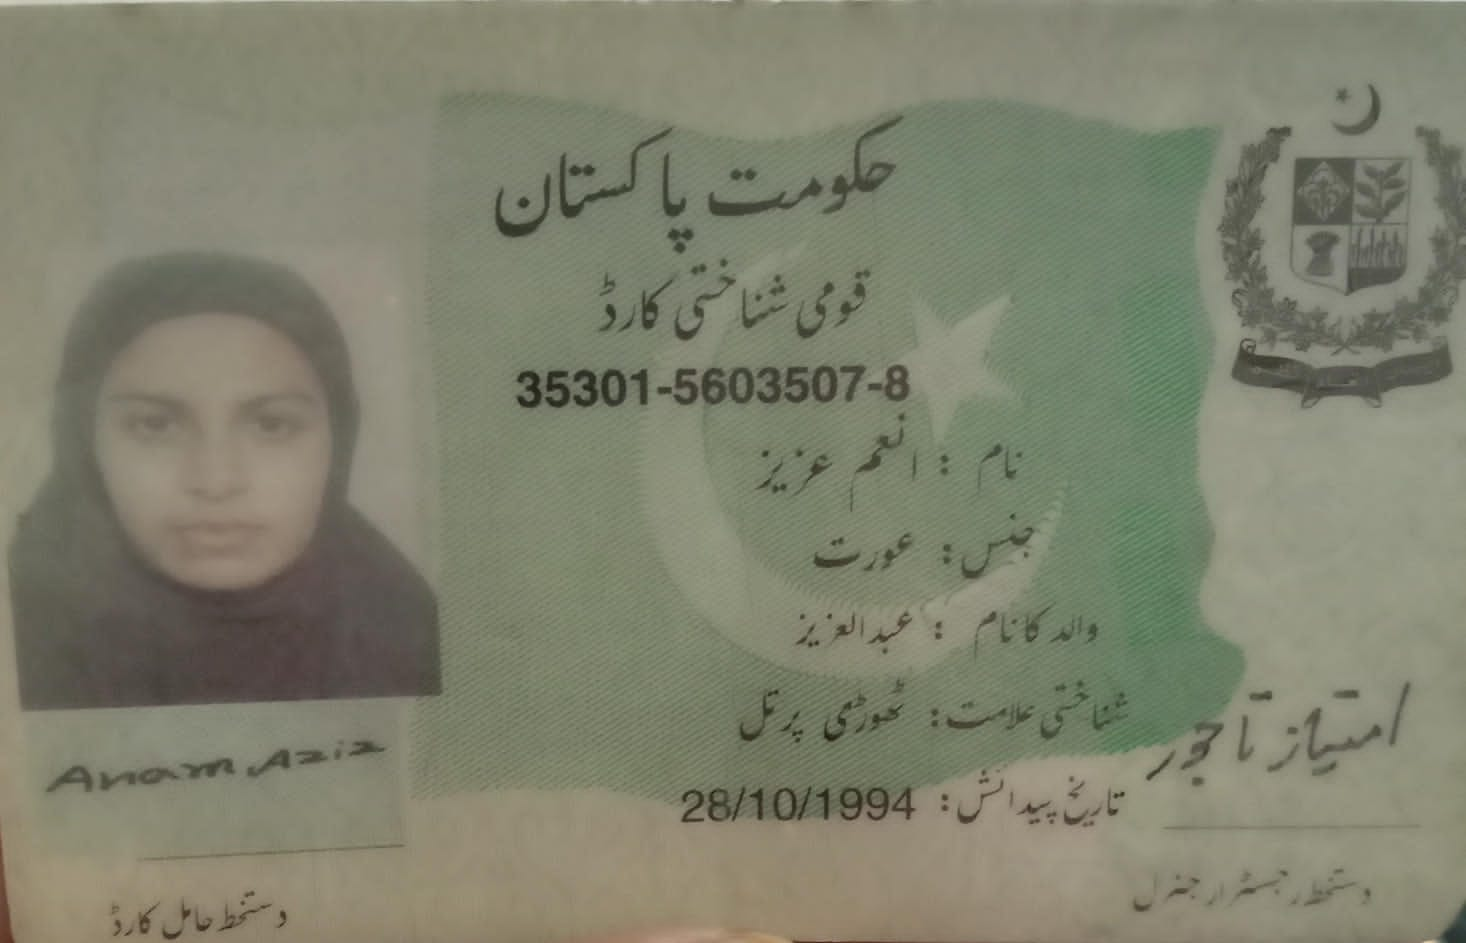 حکومت پاکستان
قومی شناختی کارڈ
35301-5603507-8
نام : انعم عزیز
جنس : عورت
والد کا نام : عبدالعزیز
شناختی علامت: ٹھوڑی پر تل
تاریخ پیدائش: 28/10/1994
امتیاز تاجور
Anam Aziz
دستخط رجسٹرار جنرل
دستخط حامل کارڈ